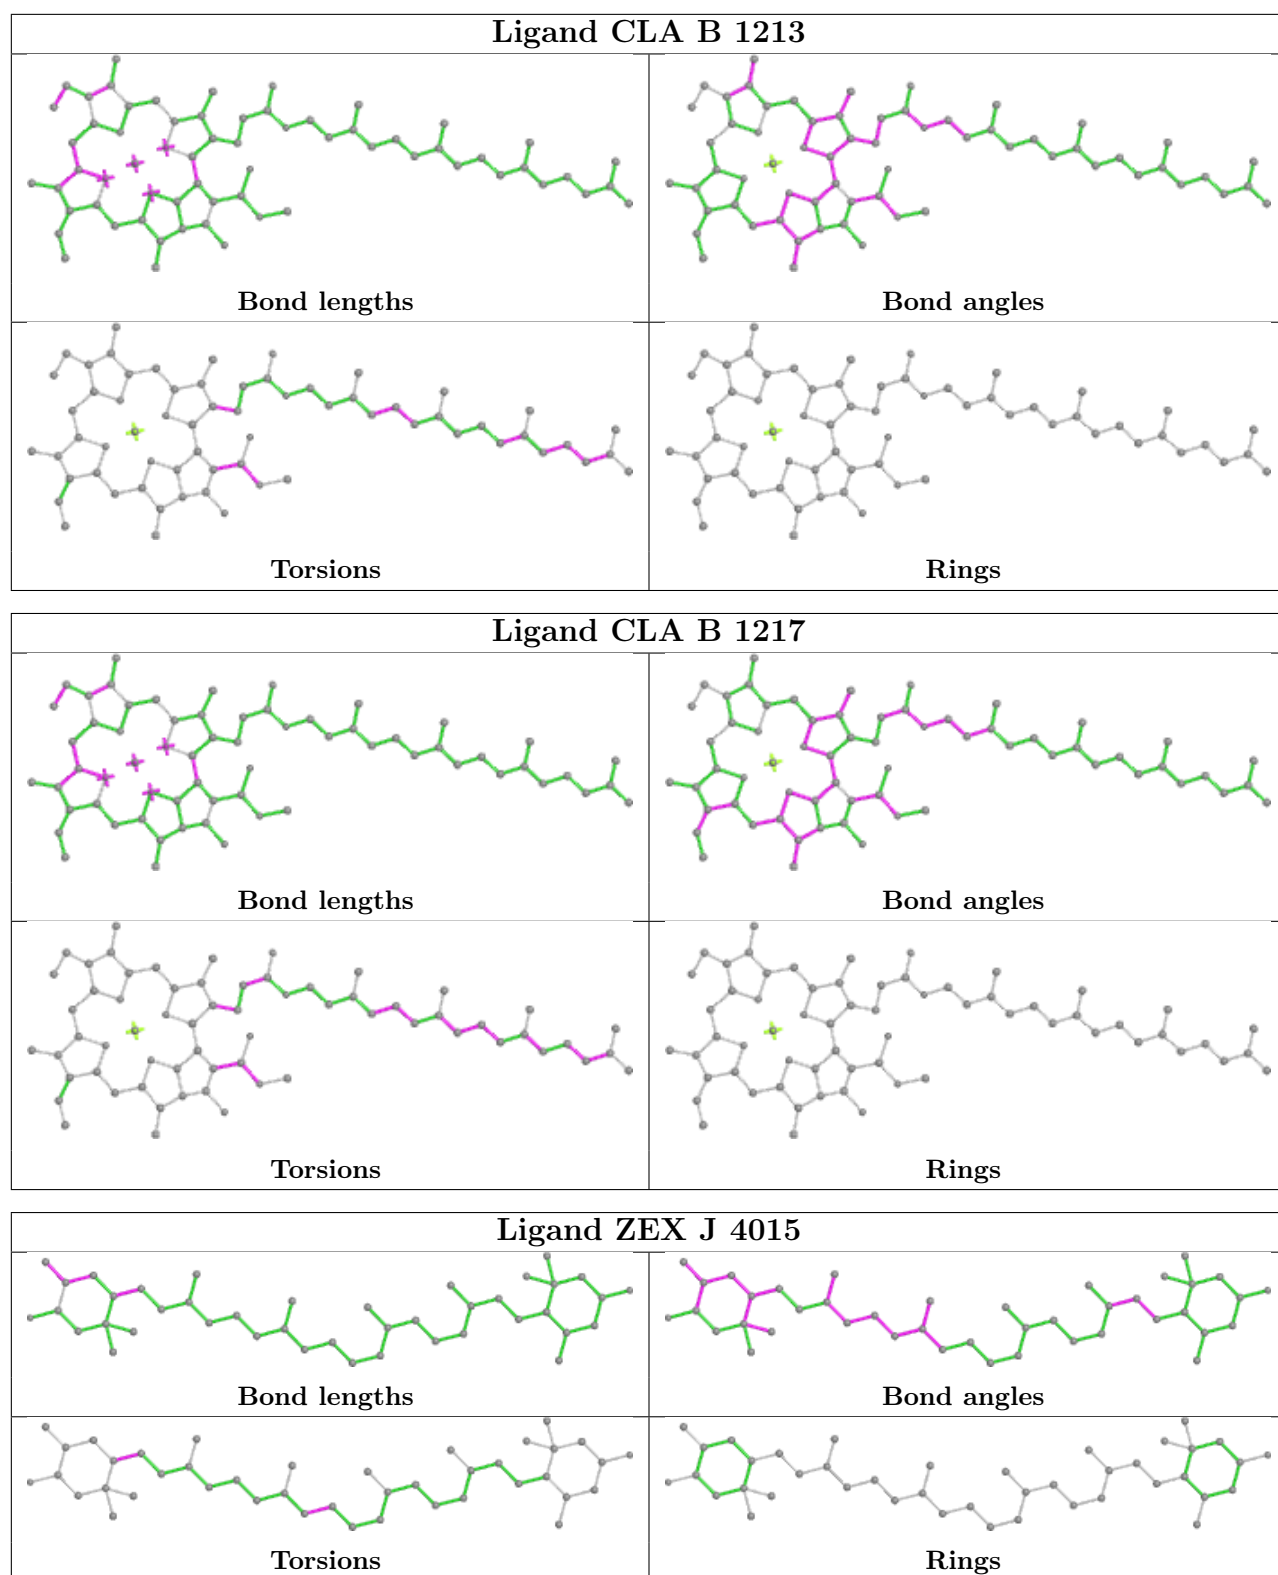 Ligand CLA B 1213
Bond lengths
Bond angles
Torsions
Rings
Ligand CLA B 1217
Bond lengths
Bond angles
Torsions
Rings
Ligand ZEX J 4015
Bond lengths
Bond angles
Torsions
Rings